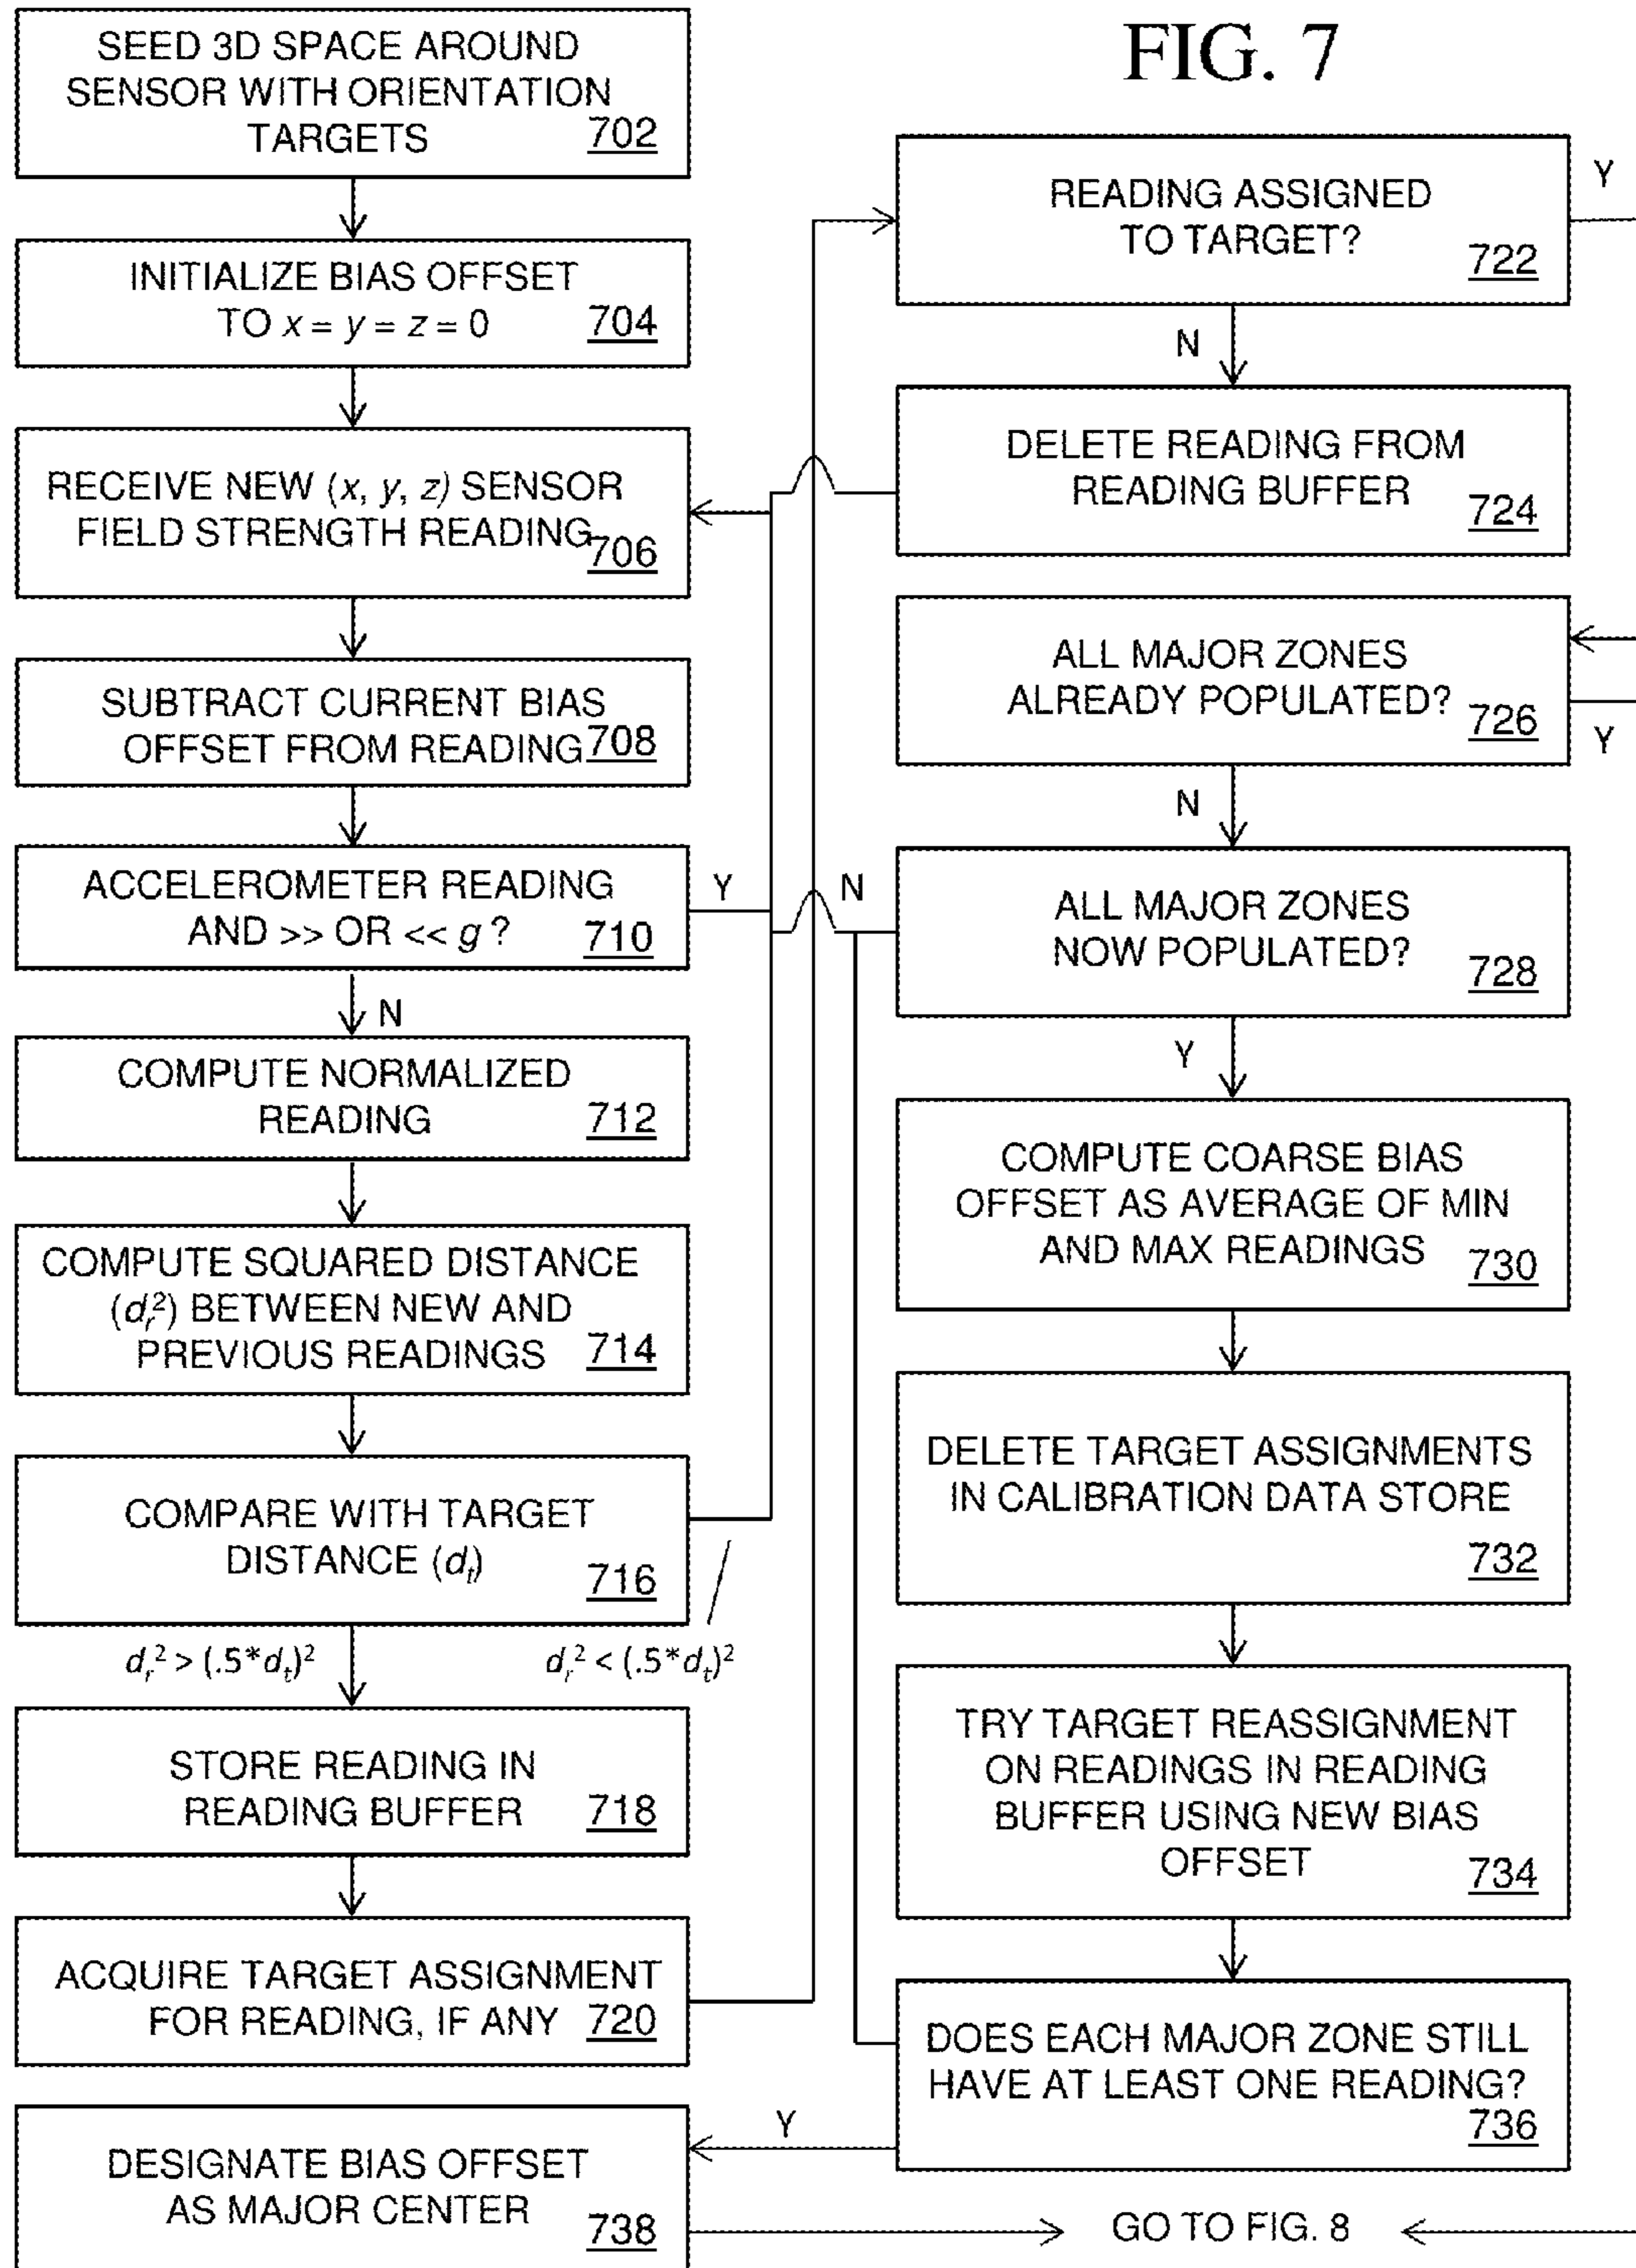 FIG. 7
SEED 3D SPACE AROUND
SENSOR WITH ORIENTATION
TARGETS 702
INITIALIZE BIAS OFFSET
TO x = y = z = 0 704
RECEIVE NEW (x, y, z) SENSOR
FIELD STRENGTH READING 706
SUBTRACT CURRENT BIAS
OFFSET FROM READING 708
ACCELEROMETER READING
AND >> OR << g ? 710
Y
N
COMPUTE NORMALIZED
READING 712
COMPUTE SQUARED DISTANCE
(dᵣ²) BETWEEN NEW AND
PREVIOUS READINGS 714
COMPARE WITH TARGET
DISTANCE (dₜ) 716
dᵣ² > (.5*dₜ)² dᵣ² < (.5*dₜ)²
STORE READING IN
READING BUFFER 718
ACQUIRE TARGET ASSIGNMENT
FOR READING, IF ANY 720
READING ASSIGNED
TO TARGET? 722
Y
N
DELETE READING FROM
READING BUFFER 724
ALL MAJOR ZONES
ALREADY POPULATED? 726
Y
N
ALL MAJOR ZONES
NOW POPULATED? 728
N
Y
COMPUTE COARSE BIAS
OFFSET AS AVERAGE OF MIN
AND MAX READINGS 730
DELETE TARGET ASSIGNMENTS
IN CALIBRATION DATA STORE
732
TRY TARGET REASSIGNMENT
ON READINGS IN READING
BUFFER USING NEW BIAS
OFFSET 734
DOES EACH MAJOR ZONE STILL
HAVE AT LEAST ONE READING?
736
Y
DESIGNATE BIAS OFFSET
AS MAJOR CENTER
738
GO TO FIG. 8